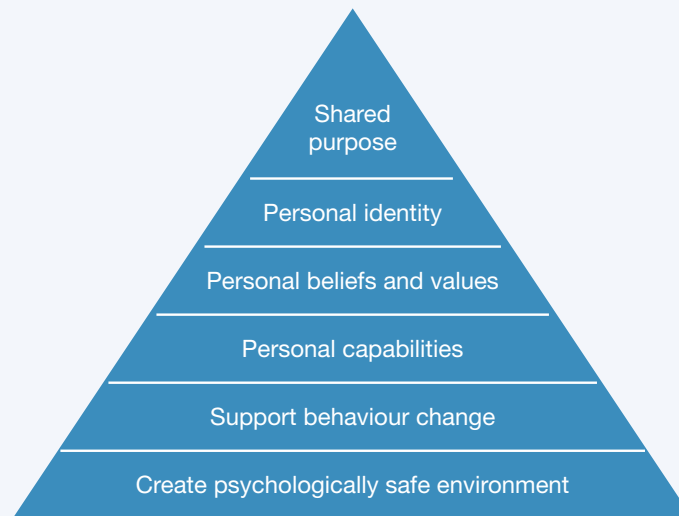 Shared
purpose
Personal identity
Personal beliefs and values
Personal capabilities
Support behaviour change
Create psychologically safe environment